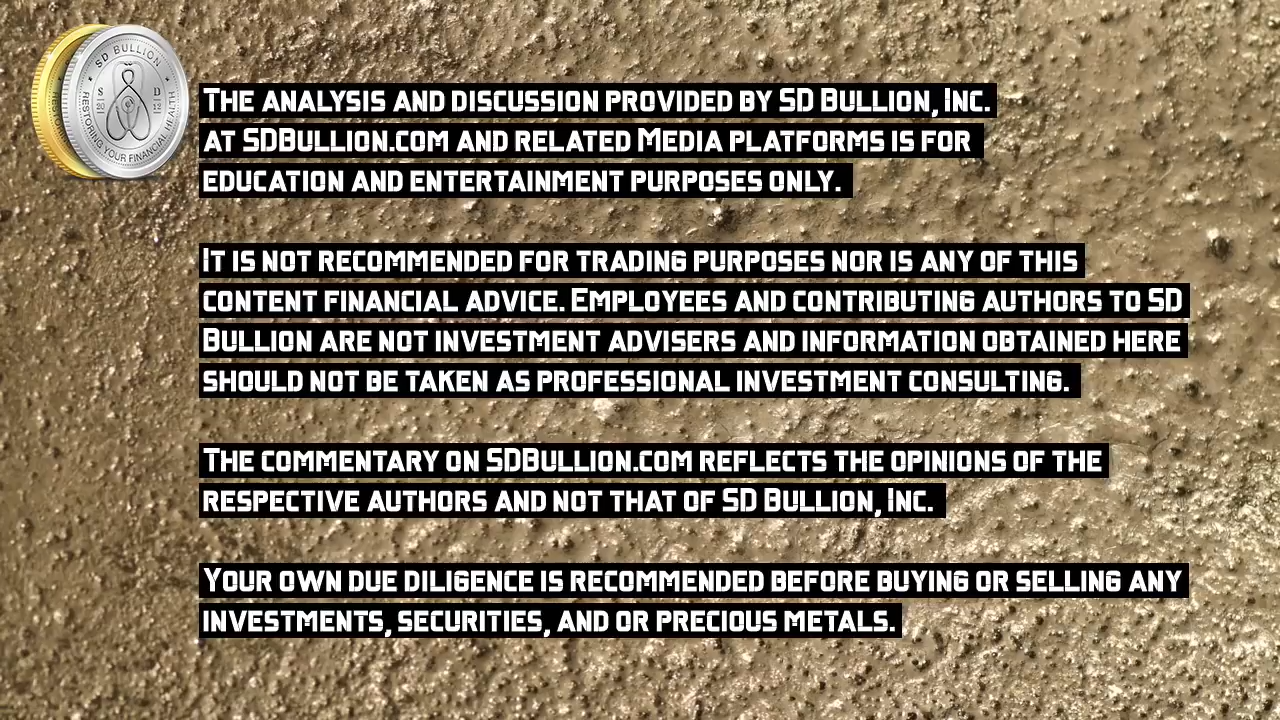 SD BULLION
S D
RESTORING YOUR FINANCIAL HEALTH
The analysis and discussion provided by SD Bullion, Inc.
at SDBullion.com and related Media platforms is for
education and entertainment purposes only.
It is not recommended for trading purposes nor is any of this
content financial advice. Employees and contributing authors to SD
Bullion are not investment advisers and information obtained here
should not be taken as professional investment consulting.
The commentary on SDBullion.com reflects the opinions of the
respective authors and not that of SD Bullion, Inc.
Your own due diligence is recommended before buying or selling any
investments, securities, and or precious metals.